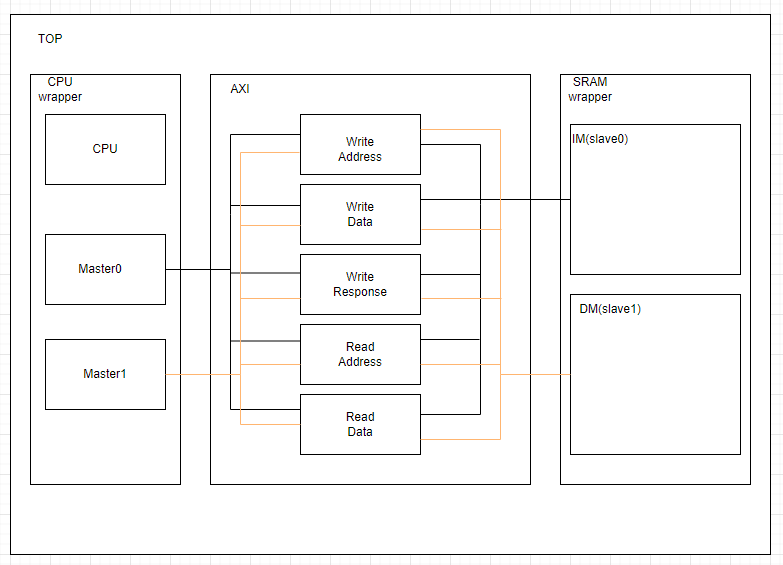 TOP
CPU
wrapper
CPU
Master0
Master1
AXI
Write
Address
Write
Data
Write
Response
Read
Address
Read
Data
SRAM
wrapper
IM(slave0)
DM(slave1)